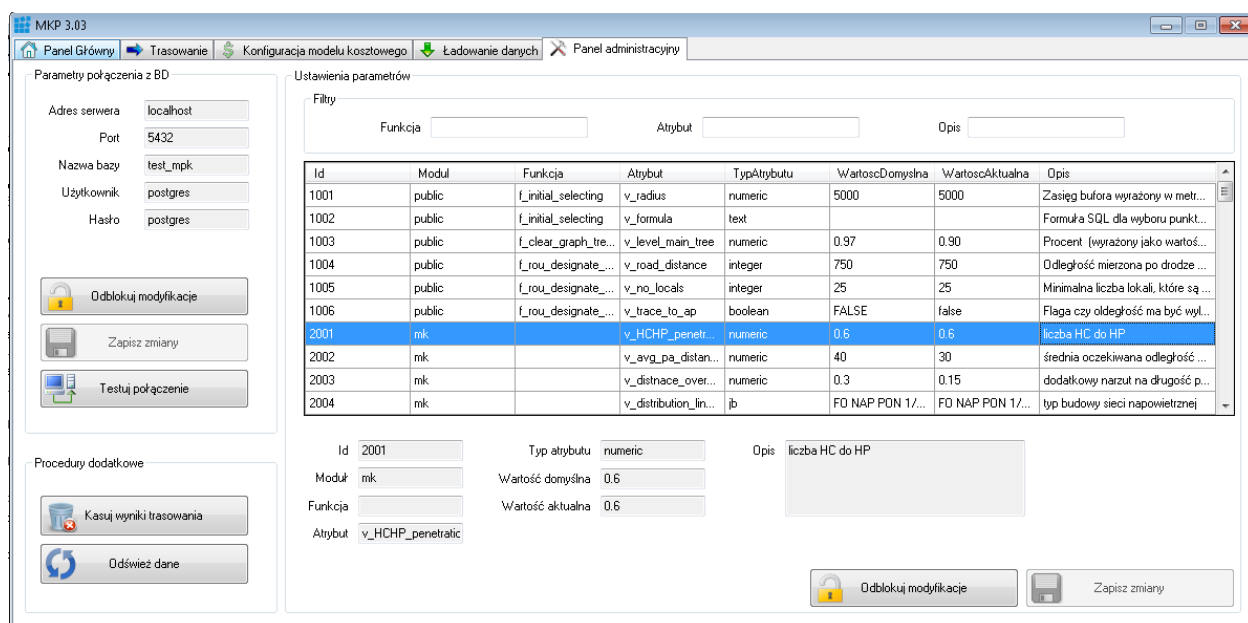 MKP 3.03
Panel Główny Trasowanie Konfiguracja modelu kosztowego Ładowanie danych Panel administracyjny
Parametry połączenia z BD
Adres serwera localhost
Port 5432
Nazwa bazy test_mpk
Użytkownik postgres
Hasło postgres
Odblokuj modyfikacje
Zapisz zmiany
Testuj połączenie
Procedury dodatkowe
Kasuj wyniki trasowania
Odśwież dane
Ustawienia parametrów
Filtry
Funkcja Atrybut Opis
Id Modul Funkcja Atrybut TypAtrybutu WartoscDomyslna WartoscAktualna Opis
1001 public f_initial_selecting v_radius numeric 5000 5000 Zasięg bufora wyrażony w metr...
1002 public f_initial_selecting v_formula text Formuła SQL dla wyboru punkt...
1003 public f_clear_graph_tre... v_level_main_tree numeric 0.97 0.90 Procent (wyrażony jako wartoś...
1004 public f_rou_designate_... v_road_distance integer 750 750 Odległość mierzona po drodze ...
1005 public f_rou_designate_... v_no_locals integer 25 25 Minimalna liczba lokali, które są ...
1006 public f_rou_designate_... v_trace_to_ap boolean FALSE false Flaga czy oldegłość ma być wyl...
2001 mk v_HCHP_penetr... numeric 0.6 0.6 liczba HC do HP
2002 mk v_avg_pa_distan... numeric 40 30 średnia oczekiwana odległość ...
2003 mk v_distnace_over... numeric 0.3 0.15 dodatkowy narzut na długość p...
2004 mk v_distribution_lin... jb FO NAP PON 1/... FO NAP PON 1/... typ budowy sieci napowietrznej
Id 2001 Typ atrybutu numeric Opis liczba HC do HP
Moduł mk Wartość domyślna 0.6
Funkcja Wartość aktualna 0.6
Atrybut v_HCHP_penetratic
Odblokuj modyfikacje Zapisz zmiany